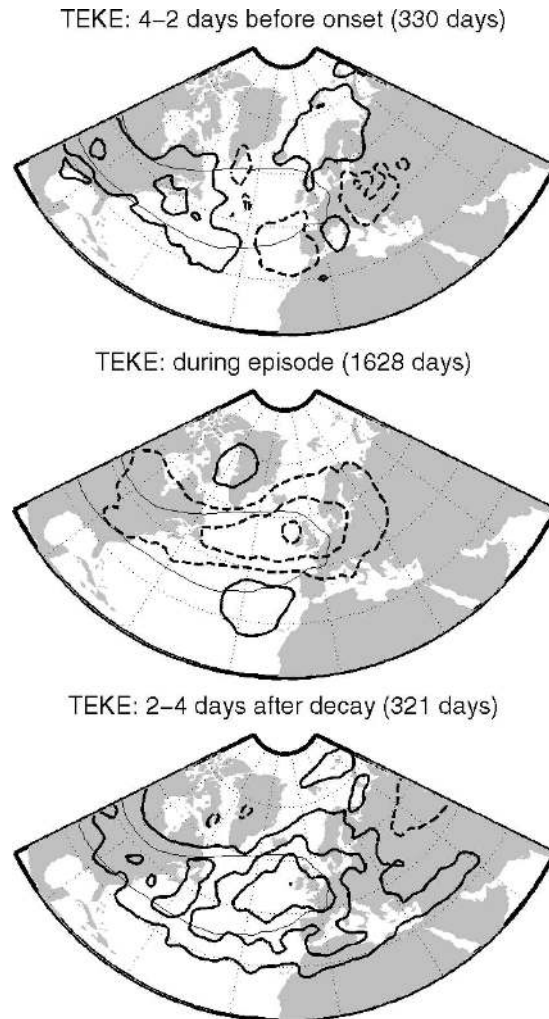 TEKE: 4–2 days before onset (330 days)
TEKE: during episode (1628 days)
TEKE: 2–4 days after decay (321 days)